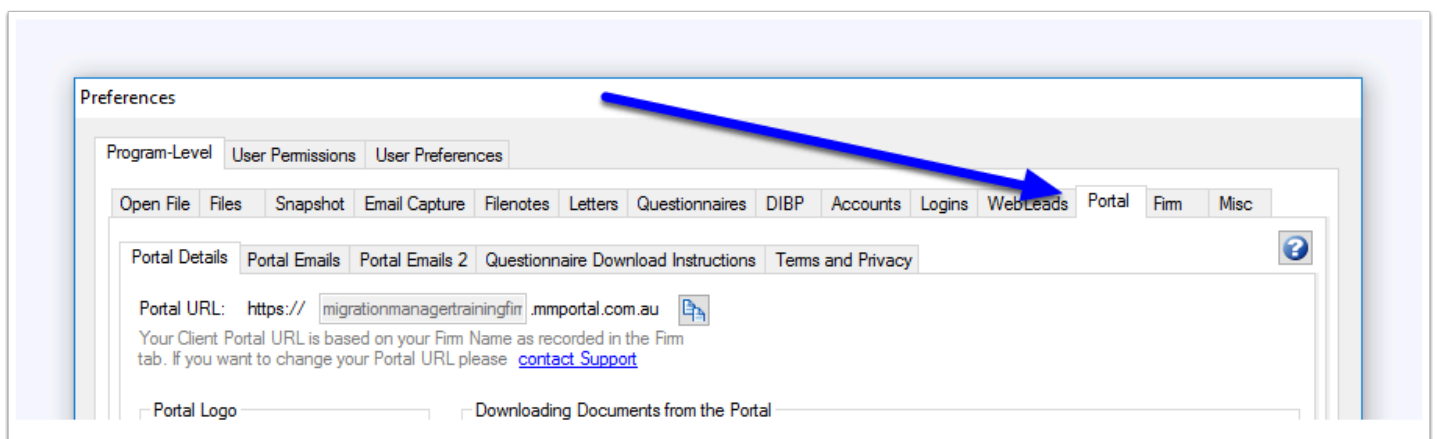 Preferences
Program-Level User Permissions User Preferences
Open File Files Snapshot Email Capture Filenotes Letters Questionnaires DIBP Accounts Logins WebLeads Portal Firm Misc
Portal Details Portal Emails Portal Emails 2 Questionnaire Download Instructions Terms and Privacy ?
Portal URL: https:// migrationmanagertrainingfirr .mmportal.com.au
Your Client Portal URL is based on your Firm Name as recorded in the Firm
tab. If you want to change your Portal URL please contact Support
Portal Logo Downloading Documents from the Portal